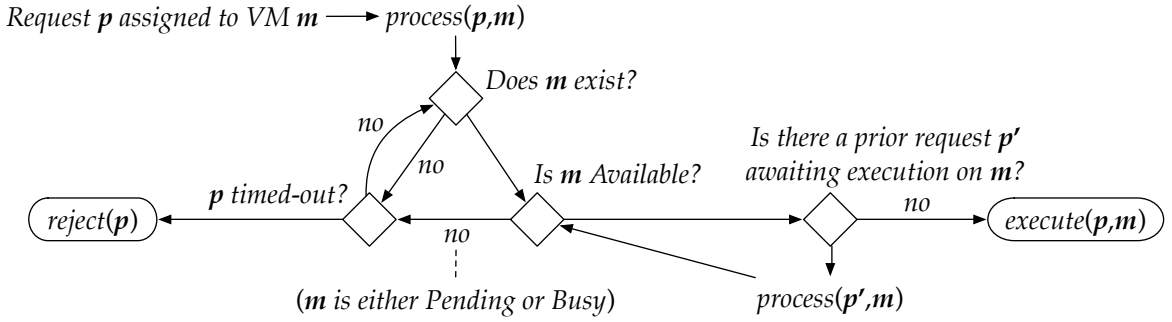 Request p assigned to VM m
process(p,m)
Does m exist?
no
no
Is there a prior request p′
awaiting execution on m?
Is m Available?
p timed-out?
reject(p)
no
no
execute(p,m)
(m is either Pending or Busy)
process(p′,m)